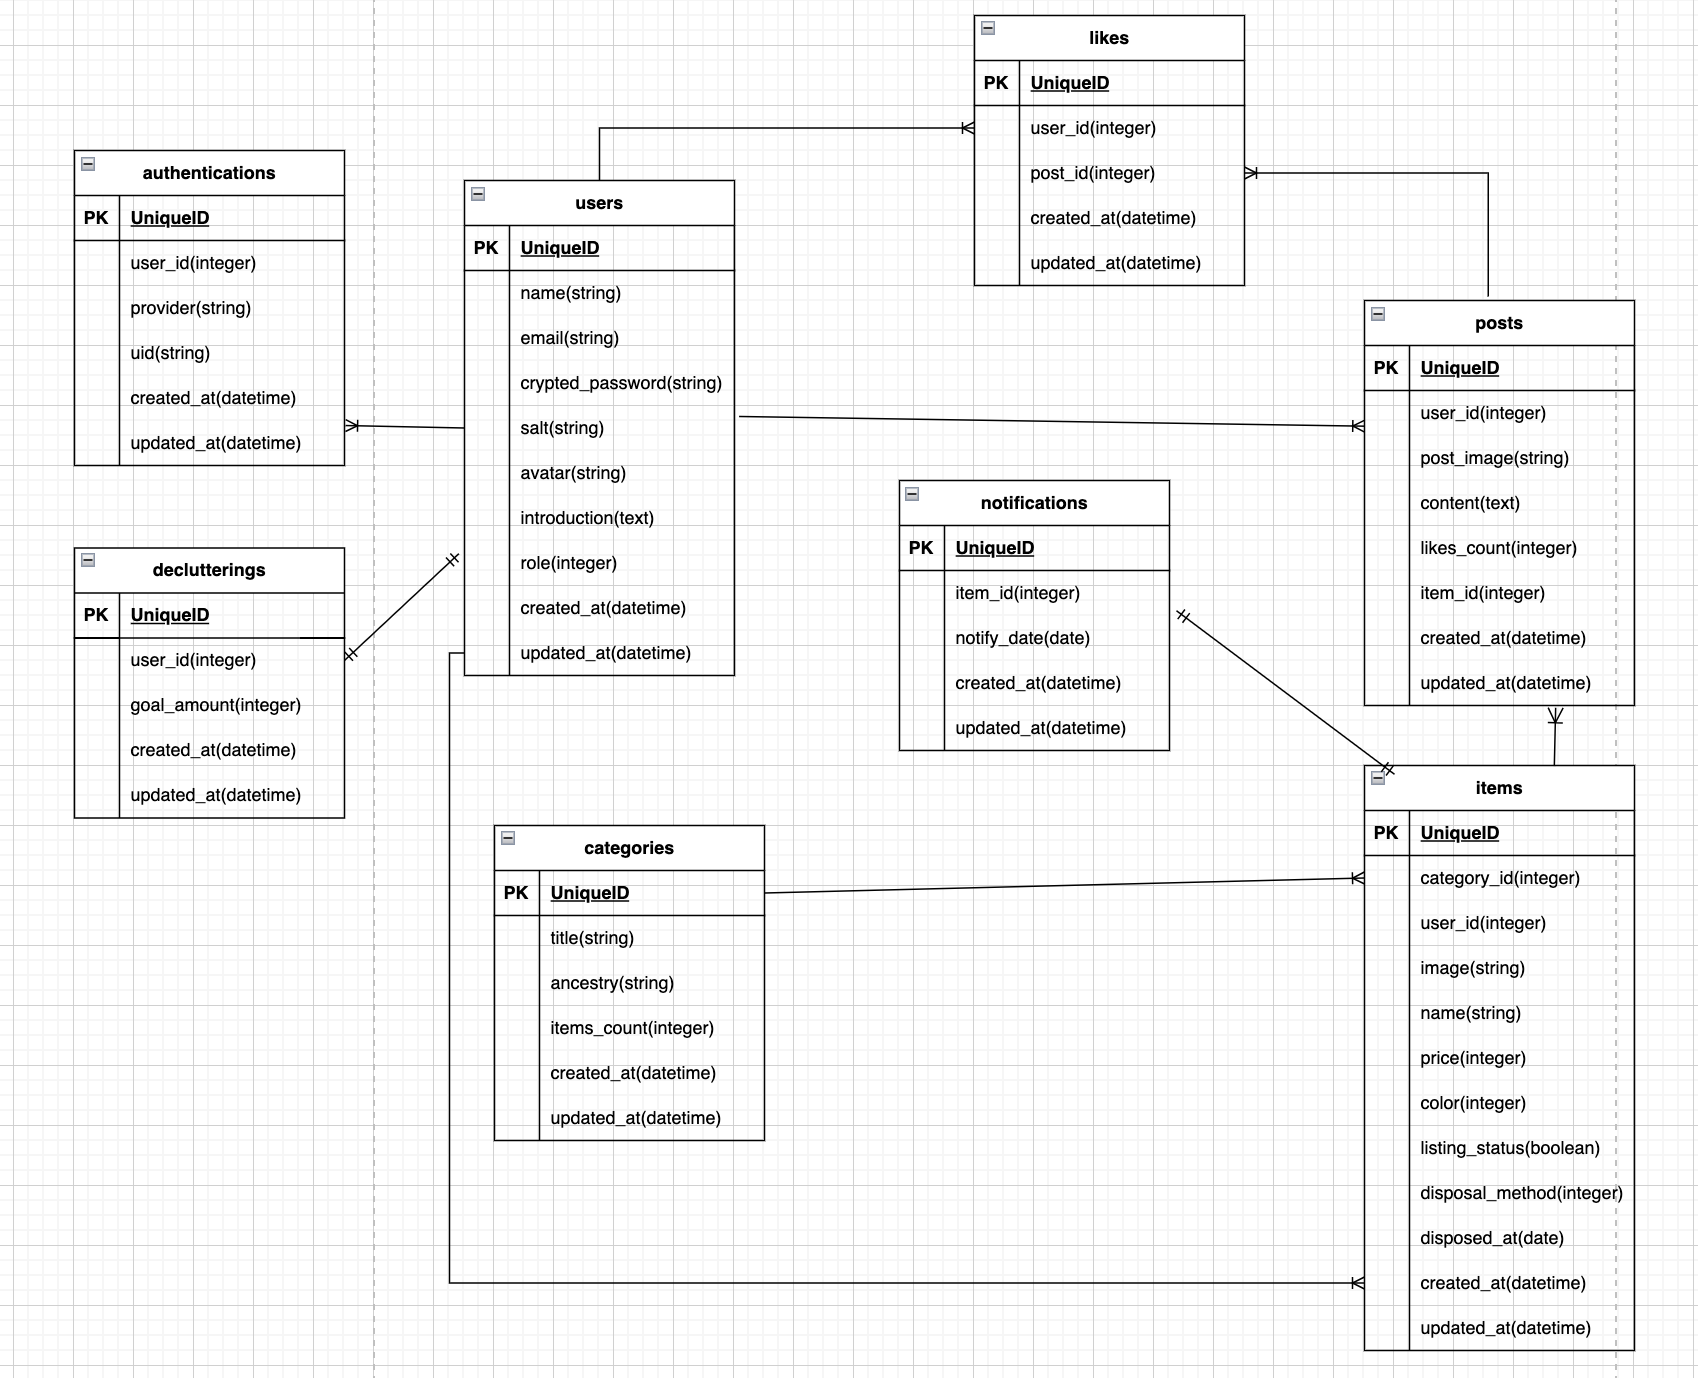 likes
PK UniqueID
user_id(integer)
post_id(integer)
created_at(datetime)
updated_at(datetime)
authentications
PK UniqueID
user_id(integer)
provider(string)
uid(string)
created_at(datetime)
updated_at(datetime)
users
PK UniqueID
name(string)
email(string)
crypted_password(string)
salt(string)
avatar(string)
introduction(text)
role(integer)
created_at(datetime)
updated_at(datetime)
posts
PK UniqueID
user_id(integer)
post_image(string)
content(text)
likes_count(integer)
item_id(integer)
created_at(datetime)
updated_at(datetime)
notifications
PK UniqueID
item_id(integer)
notify_date(date)
created_at(datetime)
updated_at(datetime)
declutterings
PK UniqueID
user_id(integer)
goal_amount(integer)
created_at(datetime)
updated_at(datetime)
items
PK UniqueID
category_id(integer)
user_id(integer)
image(string)
name(string)
price(integer)
color(integer)
listing_status(boolean)
disposal_method(integer)
disposed_at(date)
created_at(datetime)
updated_at(datetime)
categories
PK UniqueID
title(string)
ancestry(string)
items_count(integer)
created_at(datetime)
updated_at(datetime)